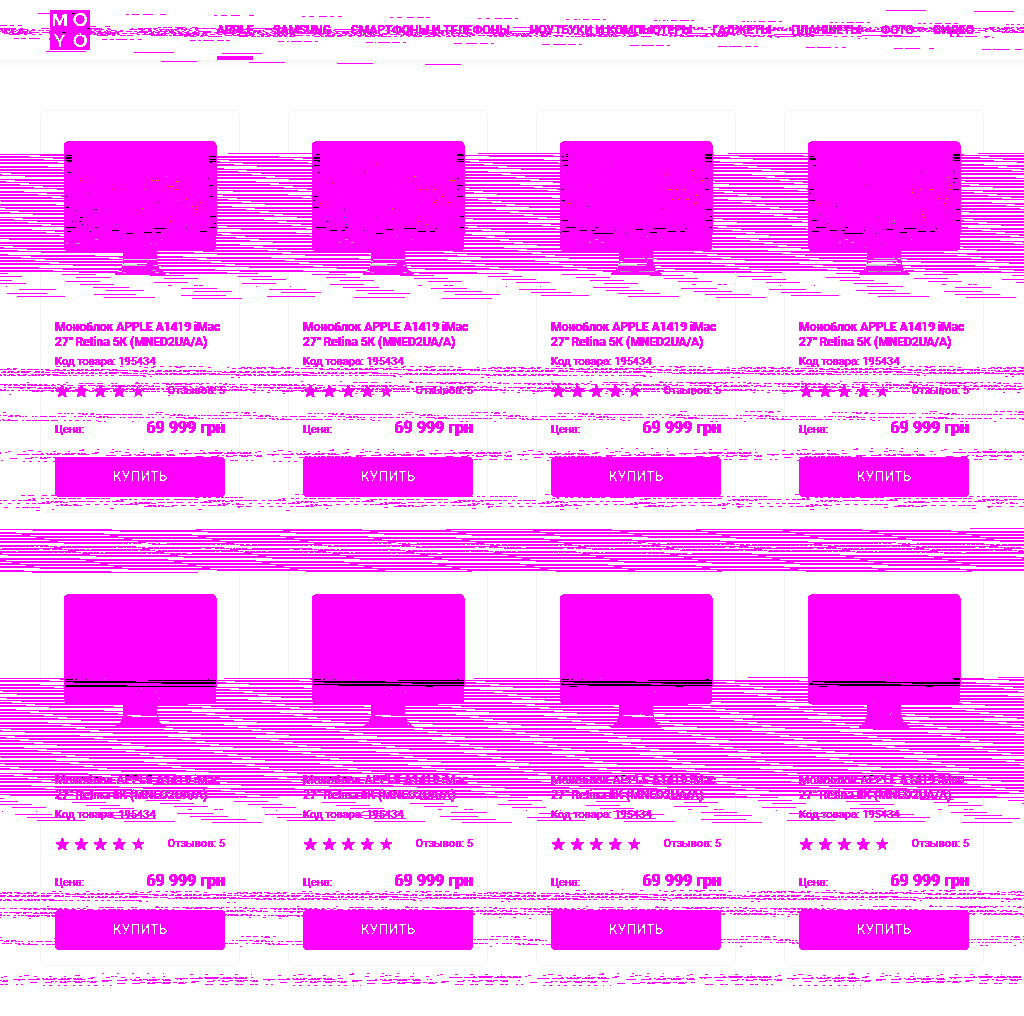 MO
YO
APPLE SAMSUNG СМАРТФОНЫ И ТЕЛЕФОНЫ НОУТБУКИ И КОМПЬЮТЕРЫ ГАДЖЕТЫ ПЛАНШЕТЫ ФОТО ВИДЕО
Моноблок APPLE A1419 iMac Моноблок APPLE A1419 iMac Моноблок APPLE A1419 iMac Моноблок APPLE A1419 iMac
27" Retina 5K (MNED2UA/A) 27" Retina 5K (MNED2UA/A) 27" Retina 5K (MNED2UA/A) 27" Retina 5K (MNED2UA/A)
Код товара: 195434 Код товара: 195434 Код товара: 195434 Код товара: 195434
Отзывов: 5 Отзывов: 5 Отзывов: 5 Отзывов: 5
Цена: 69 999 грн Цена: 69 999 грн Цена: 69 999 грн Цена: 69 999 грн
КУПИТЬ КУПИТЬ КУПИТЬ КУПИТЬ
Моноблок APPLE A1419 iMac Моноблок APPLE A1419 iMac Моноблок APPLE A1419 iMac Моноблок APPLE A1419 iMac
27" Retina 5K (MNED2UA/A) 27" Retina 5K (MNED2UA/A) 27" Retina 5K (MNED2UA/A) 27" Retina 5K (MNED2UA/A)
Код товара: 195434 Код товара: 195434 Код товара: 195434 Код товара: 195434
Отзывов: 5 Отзывов: 5 Отзывов: 5 Отзывов: 5
Цена: 69 999 грн Цена: 69 999 грн Цена: 69 999 грн Цена: 69 999 грн
КУПИТЬ КУПИТЬ КУПИТЬ КУПИТЬ